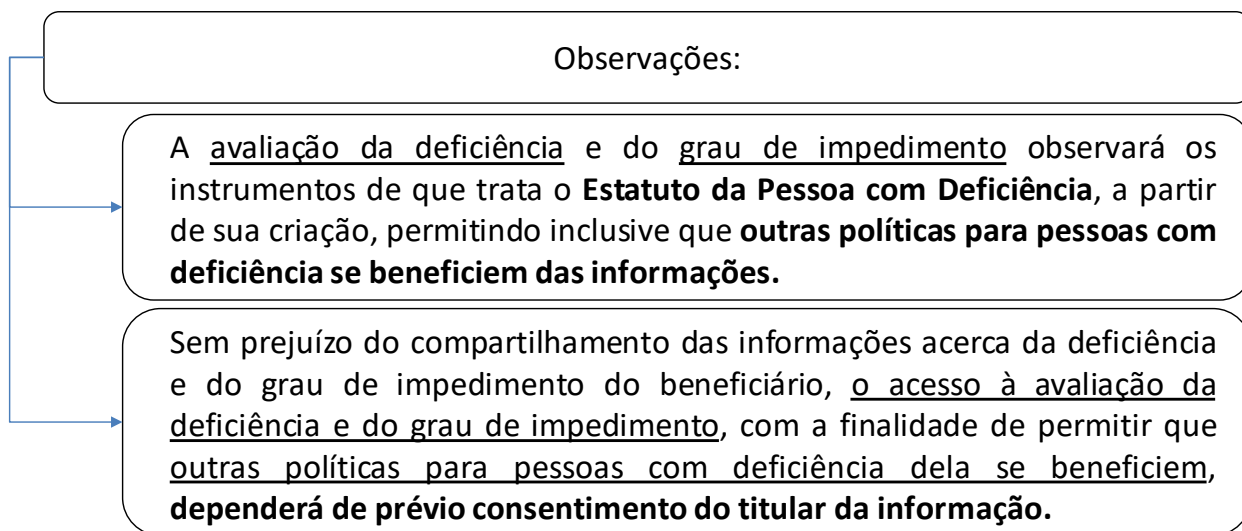 Observações:
A avaliação da deficiência e do grau de impedimento observará os
instrumentos de que trata o Estatuto da Pessoa com Deficiência, a partir
de sua criação, permitindo inclusive que outras políticas para pessoas com
deficiência se beneficiem das informações.
Sem prejuízo do compartilhamento das informações acerca da deficiência
e do grau de impedimento do beneficiário, o acesso à avaliação da
deficiência e do grau de impedimento, com a finalidade de permitir que
outras políticas para pessoas com deficiência dela se beneficiem,
dependerá de prévio consentimento do titular da informação.